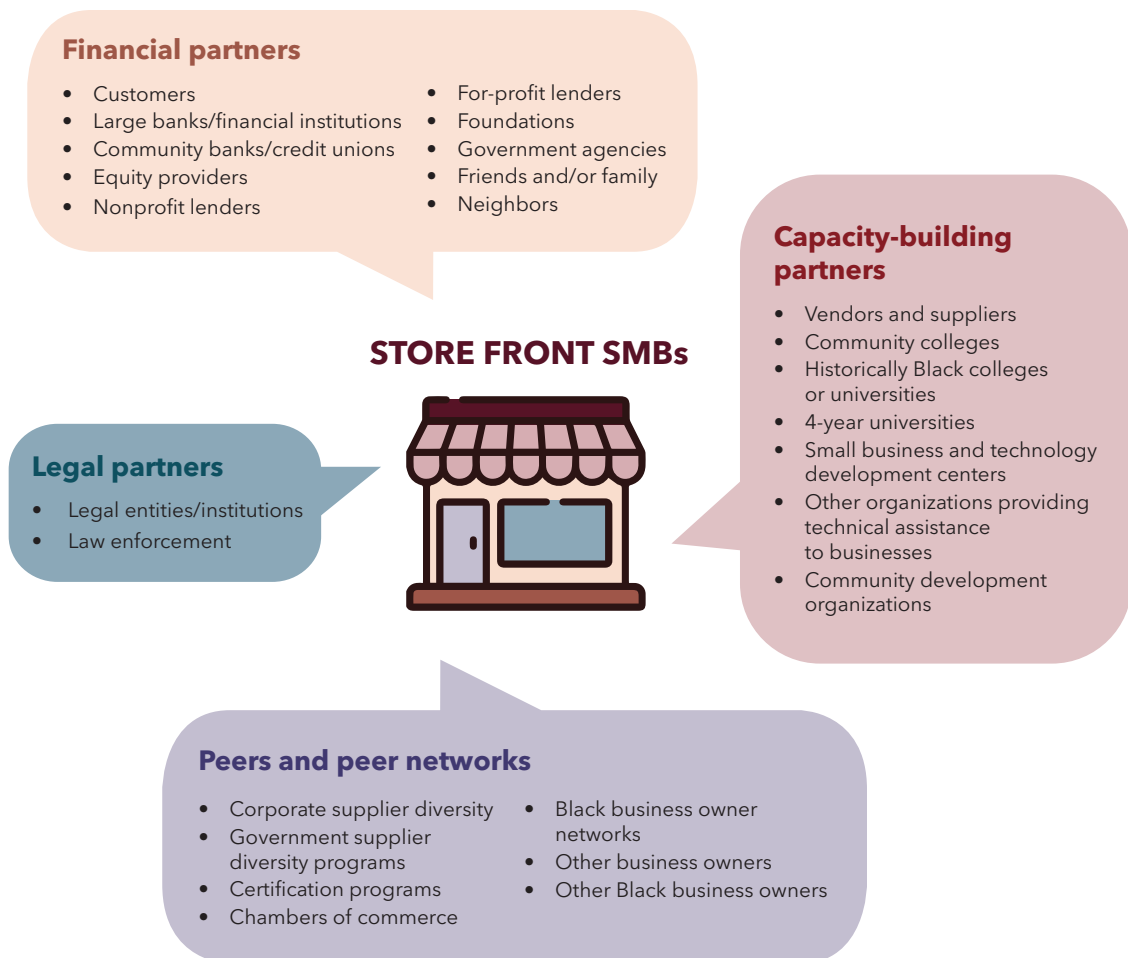 Financial partners
• Customers
• Large banks/financial institutions
• Community banks/credit unions
• Equity providers
• Nonprofit lenders
• For-profit lenders
• Foundations
• Government agencies
• Friends and/or family
• Neighbors
Capacity-building
partners
• Vendors and suppliers
• Community colleges
• Historically Black colleges
or universities
• 4-year universities
• Small business and technology
development centers
• Other organizations providing
technical assistance
to businesses
• Community development
organizations
STORE FRONT SMBs
Legal partners
• Legal entities/institutions
• Law enforcement
Peers and peer networks
• Corporate supplier diversity
• Government supplier
diversity programs
• Certification programs
• Chambers of commerce
• Black business owner
networks
• Other business owners
• Other Black business owners